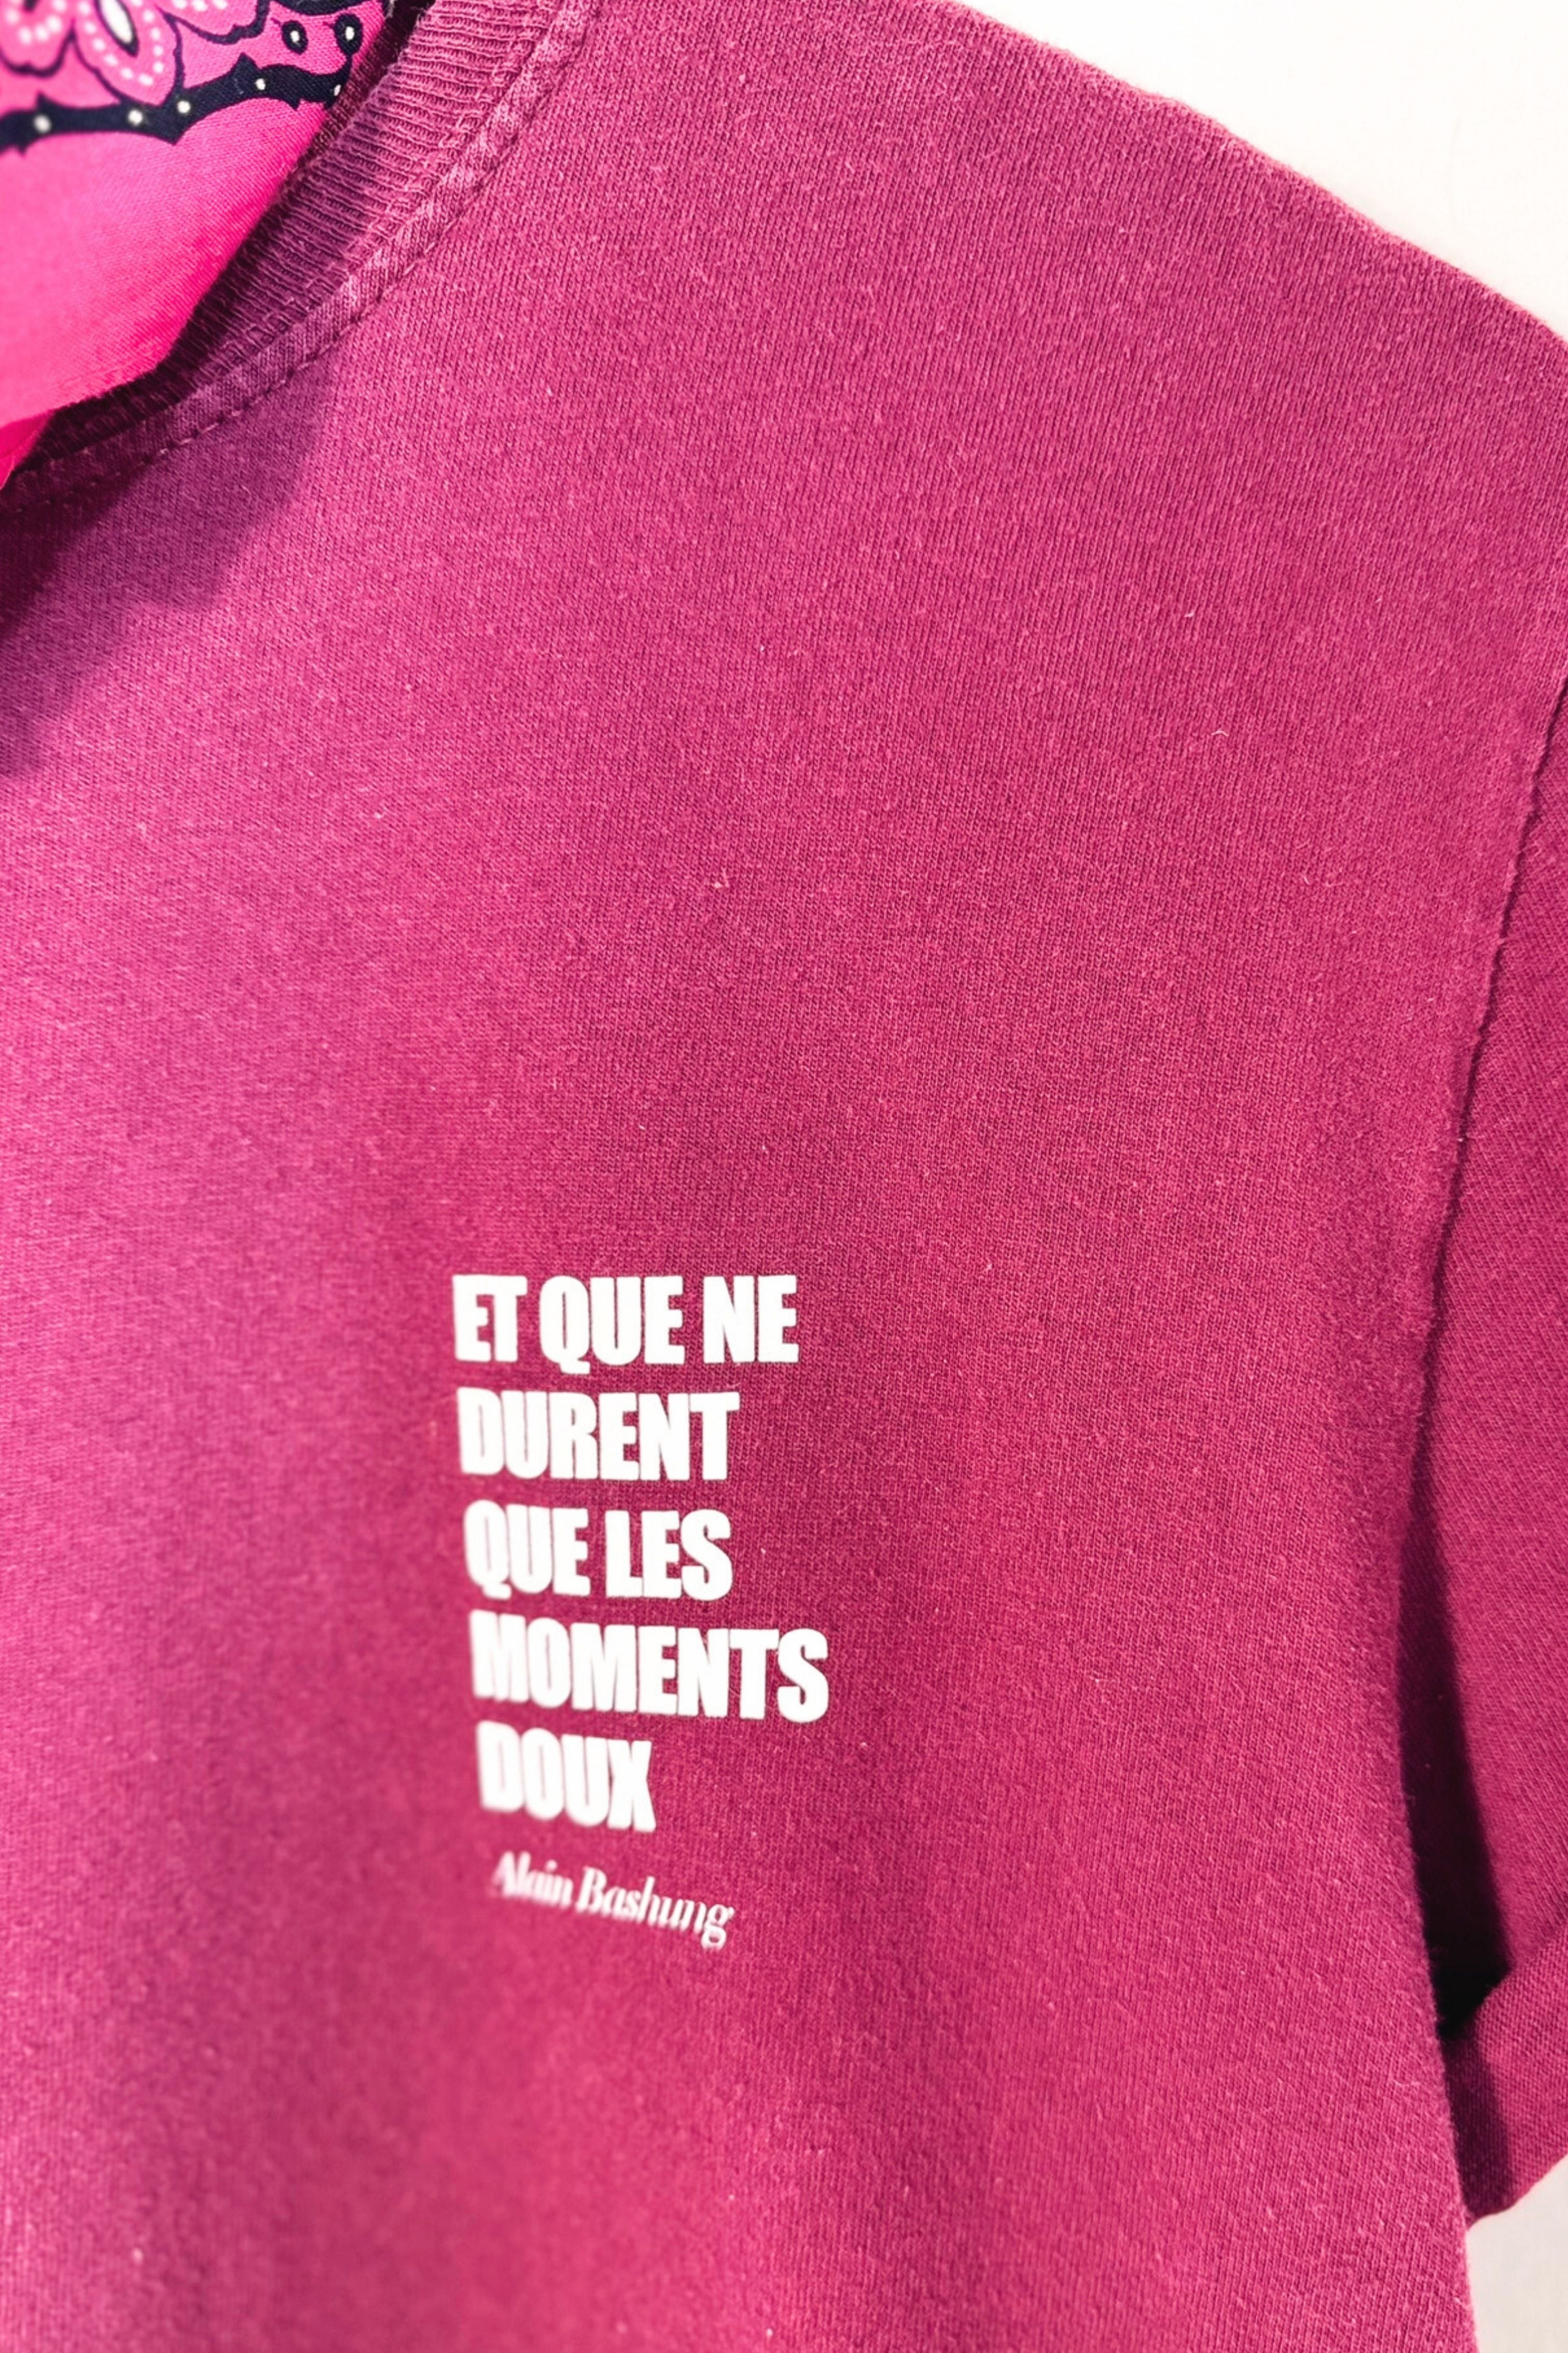 ET QUE NE
DURENT
QUE LES
MOMENTS
DOUX
Alain Bashung